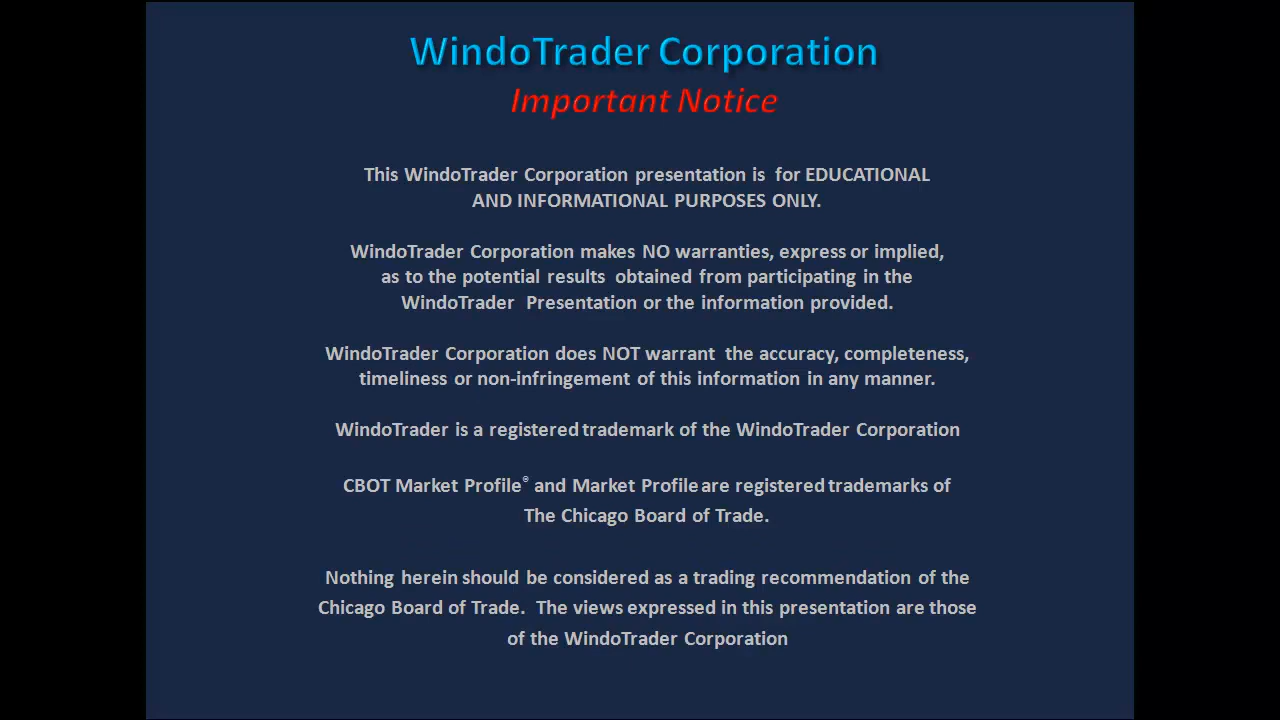 WindoTrader Corporation
Important Notice
This WindoTrader Corporation presentation is for EDUCATIONAL
AND INFORMATIONAL PURPOSES ONLY.
WindoTrader Corporation makes NO warranties, express or implied,
as to the potential results obtained from participating in the
WindoTrader Presentation or the information provided.
WindoTrader Corporation does NOT warrant the accuracy, completeness,
timeliness or non-infringement of this information in any manner.
WindoTrader is a registered trademark of the WindoTrader Corporation
CBOT Market Profile® and Market Profile are registered trademarks of
The Chicago Board of Trade.
Nothing herein should be considered as a trading recommendation of the
Chicago Board of Trade. The views expressed in this presentation are those
of the WindoTrader Corporation